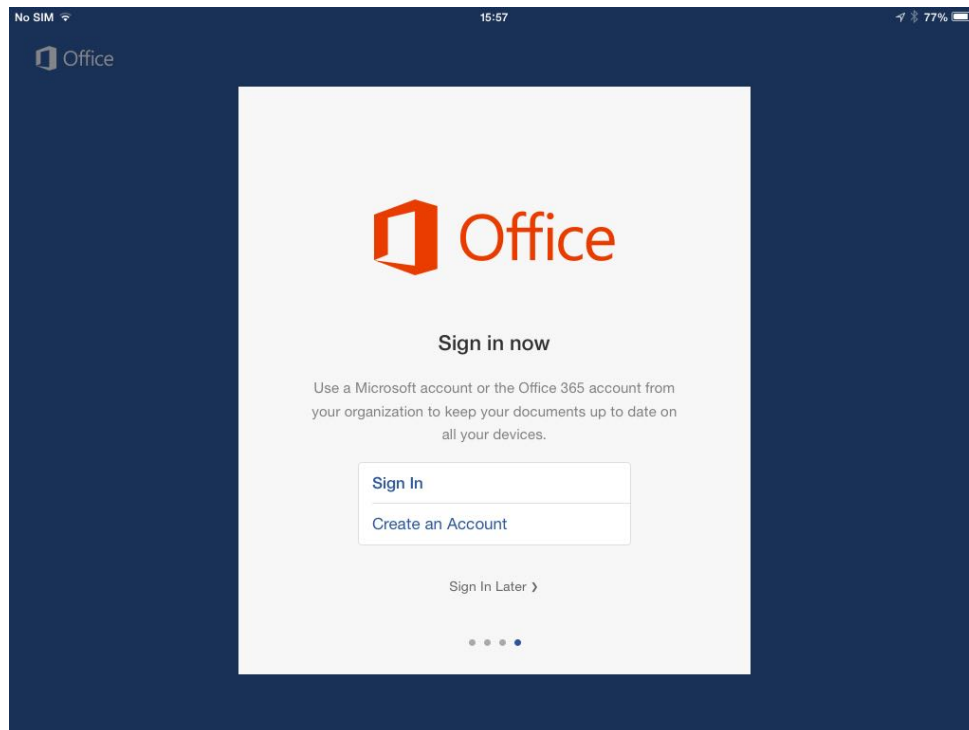 No SIM 15:57 77%
Office
Office
Sign in now
Use a Microsoft account or the Office 365 account from
your organization to keep your documents up to date on
all your devices.
Sign In
Create an Account
Sign In Later ❯